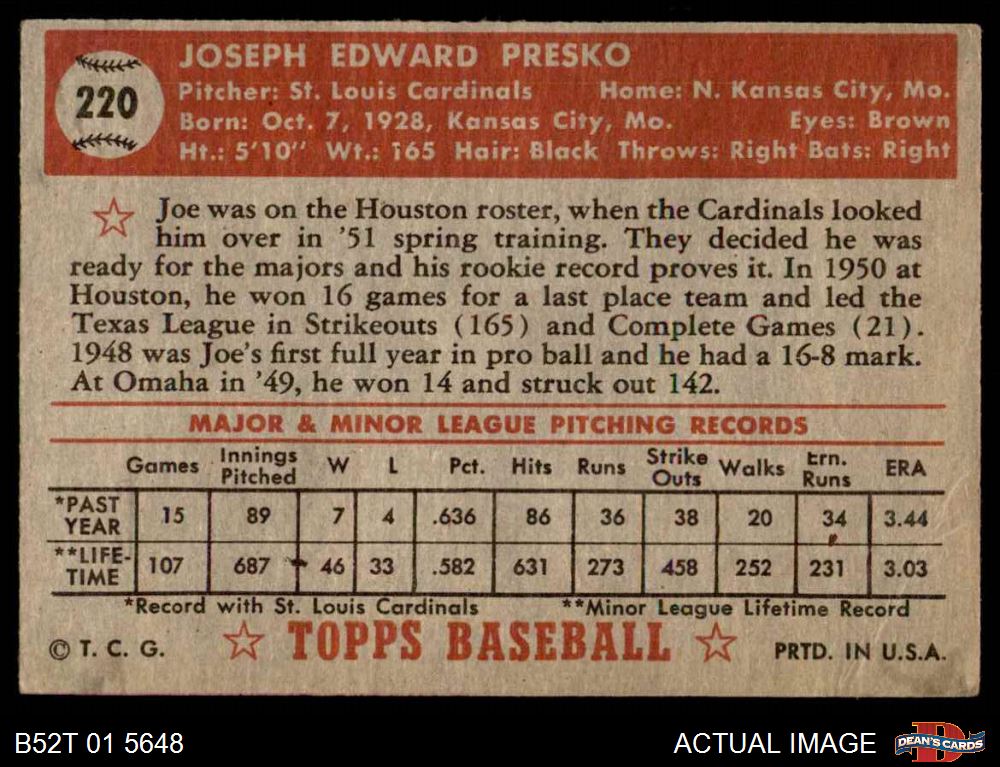 220
JOSEPH EDWARD PRESKO
Pitcher: St. Louis Cardinals Home: N. Kansas City, Mo.
Born: Oct. 7, 1928, Kansas City, Mo. Eyes: Brown
Ht.: 5'10" Wt.: 165 Hair: Black Throws: Right Bats: Right
Joe was on the Houston roster, when the Cardinals looked
him over in '51 spring training. They decided he was
ready for the majors and his rookie record proves it. In 1950 at
Houston, he won 16 games for a last place team and led the
Texas League in Strikeouts (165) and Complete Games (21).
1948 was Joe's first full year in pro ball and he had a 16-8 mark.
At Omaha in '49, he won 14 and struck out 142.
MAJOR & MINOR LEAGUE PITCHING RECORDS
Games Innings Pitched W L Pct. Hits Runs Strike Outs Walks Ern. Runs ERA
*PAST YEAR 15 89 7 4 .636 86 36 38 20 34 3.44
**LIFE-TIME 107 687 46 33 .582 631 273 458 252 231 3.03
*Record with St. Louis Cardinals **Minor League Lifetime Record
© T. C. G. TOPPS BASEBALL PRTD. IN U.S.A.
B52T 01 5648 ACTUAL IMAGE DEAN'S CARDS